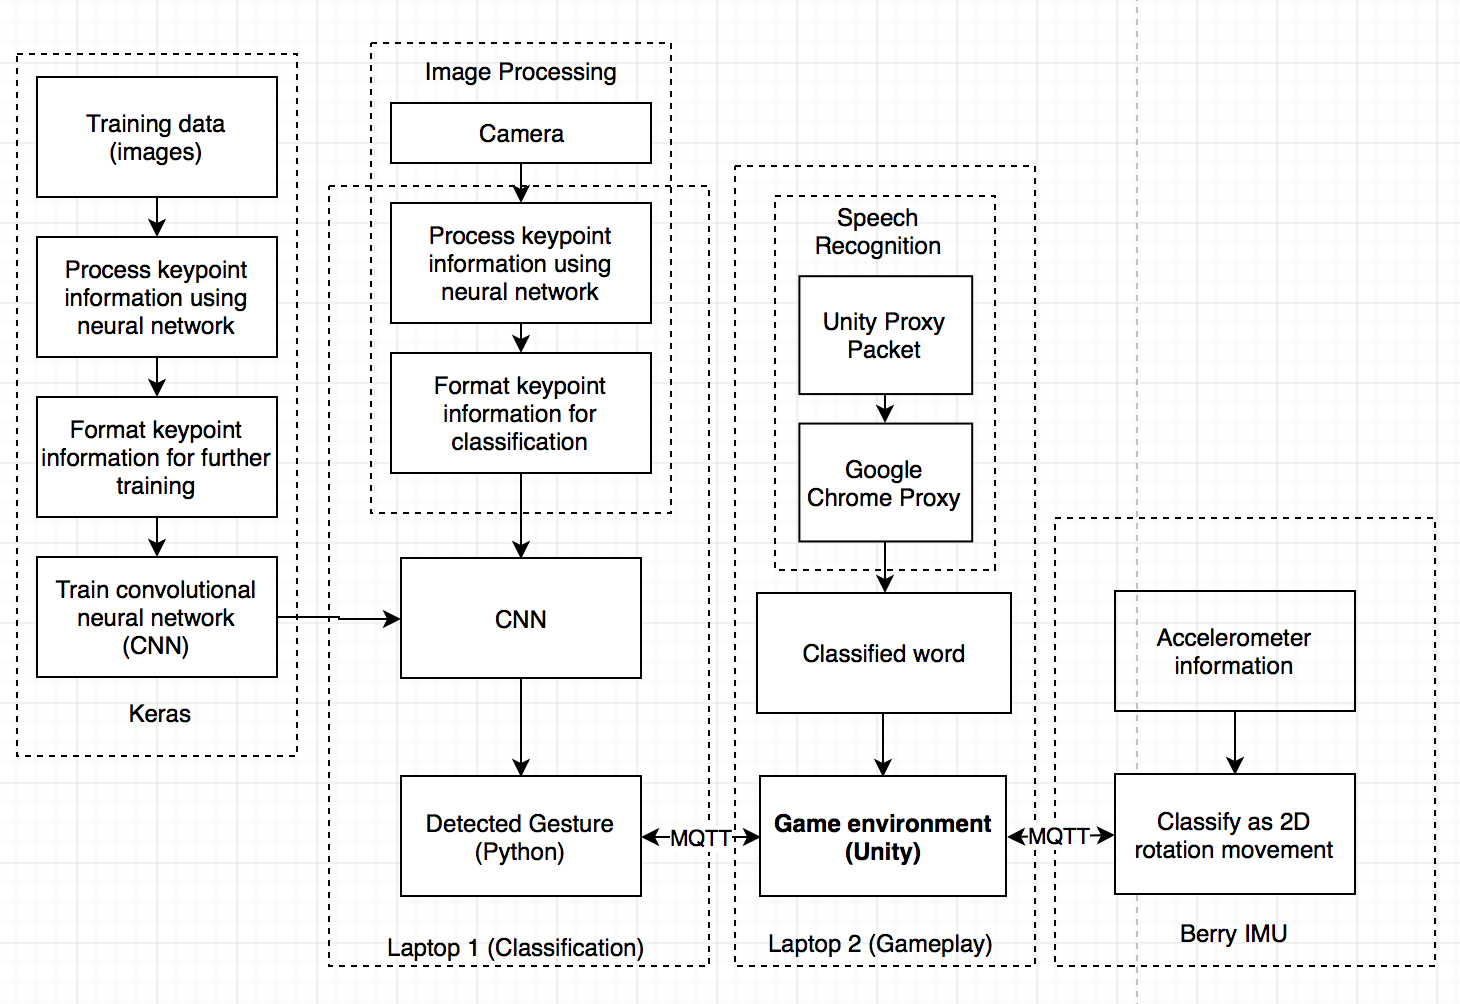 Training data
(images)
Process keypoint
information using
neural network
Format keypoint
information for further
training
Train convolutional
neural network
(CNN)
Keras
Image Processing
Camera
Process keypoint
information using
neural network
Format keypoint
information for
classification
CNN
Detected Gesture
(Python)
Laptop 1 (Classification)
MQTT
Speech
Recognition
Unity Proxy
Packet
Google
Chrome Proxy
Classified word
Game environment
(Unity)
Laptop 2 (Gameplay)
MQTT
Accelerometer
information
Classify as 2D
rotation movement
Berry IMU